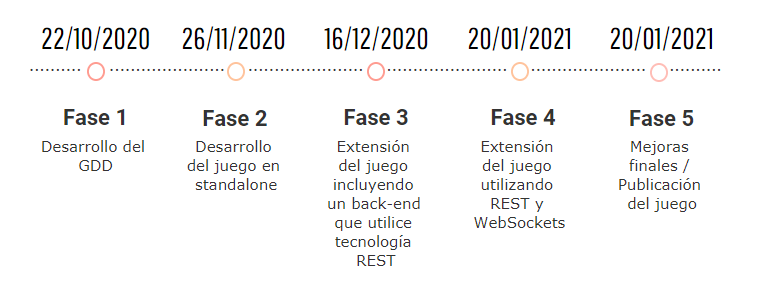 22/10/2020
26/11/2020
16/12/2020
20/01/2021
20/01/2021
Fase 1
Desarrollo del
GDD
Fase 2
Desarrollo
del juego en
standalone
Fase 3
Extensión
del juego
incluyendo
un back-end
que utilice
tecnología
REST
Fase 4
Extensión
del juego
utilizando
REST y
WebSockets
Fase 5
Mejoras
finales /
Publicación
del juego